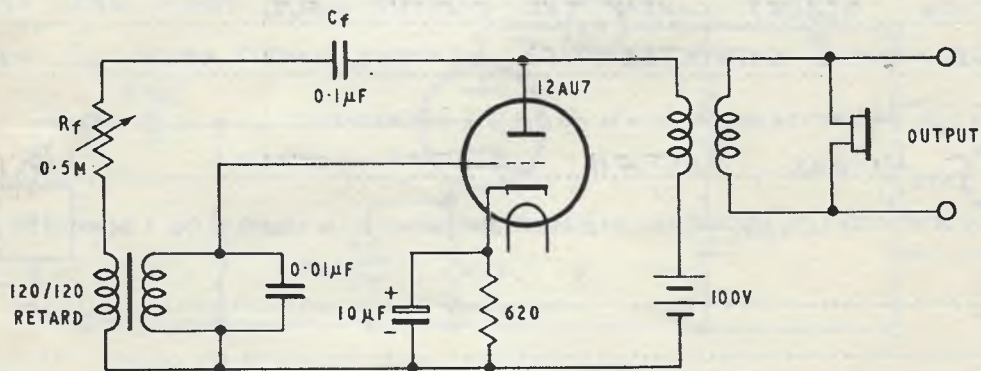 Cf
0·1µF
12AU7
Rf
0·5M
OUTPUT
0·01µF
120/120
RETARD
+
10µF
-
620
100V